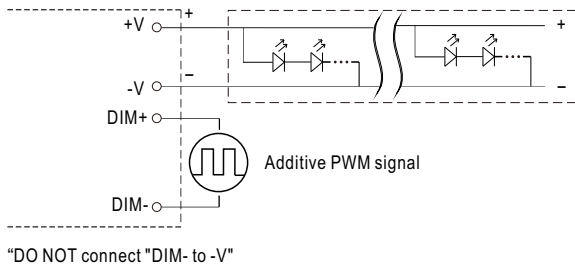 +V
+
+
-V
–
–
DIM+
Additive PWM signal
DIM-
“DO NOT connect "DIM- to -V"